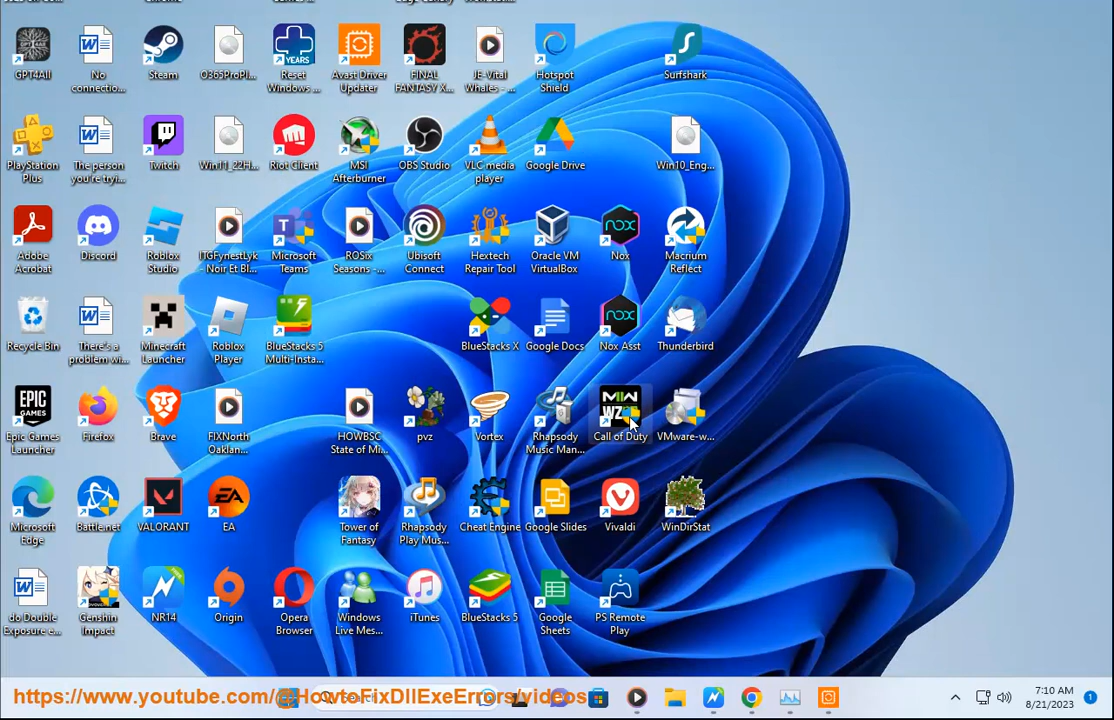 GPT4All
No connectio...
Steam
O365ProPl...
YEARS
Reset Windows ...
Avast Driver Updater
FINAL FANTASY X...
JE-Vital Whales - ...
Hotspot Shield
Surfshark
PlayStation Plus
The person you're tryi...
Twitch
Win11_22H...
Riot Client
MSI Afterburner
OBS Studio
VLC media player
Google Drive
Win10_Eng...
Adobe Acrobat
Discord
Roblox Studio
ITGFynestLyk - Noir Et Bl...
Microsoft Teams
ROSix Seasons -...
Ubisoft Connect
Hextech Repair Tool
Oracle VM VirtualBox
nox
Nox
Macrium Reflect
Recycle Bin
There's a problem wi...
Minecraft Launcher
Roblox Player
BlueStacks 5 Multi-Insta...
BlueStacks X
Google Docs
nox
Nox Asst
Thunderbird
EPIC GAMES
Epic Games Launcher
Firefox
Brave
FIXNorth Oaklan...
HOWBSC State of Mi...
pvz
Vortex
Rhapsody Music Man...
Call of Duty
VMware-w...
Microsoft Edge
Battle.net
VALORANT
EA
EA
Tower of Fantasy
Rhapsody Play Mus...
Cheat Engine
Google Slides
Vivaldi
WinDirStat
do Double Exposure e...
Genshin Impact
NR14
Origin
Opera Browser
Windows Live Mes...
iTunes
BlueStacks 5
Google Sheets
PS Remote Play
https://www.youtube.com/@HowtoFixDllExeErrors/videos
7:10 AM
8/21/2023
1